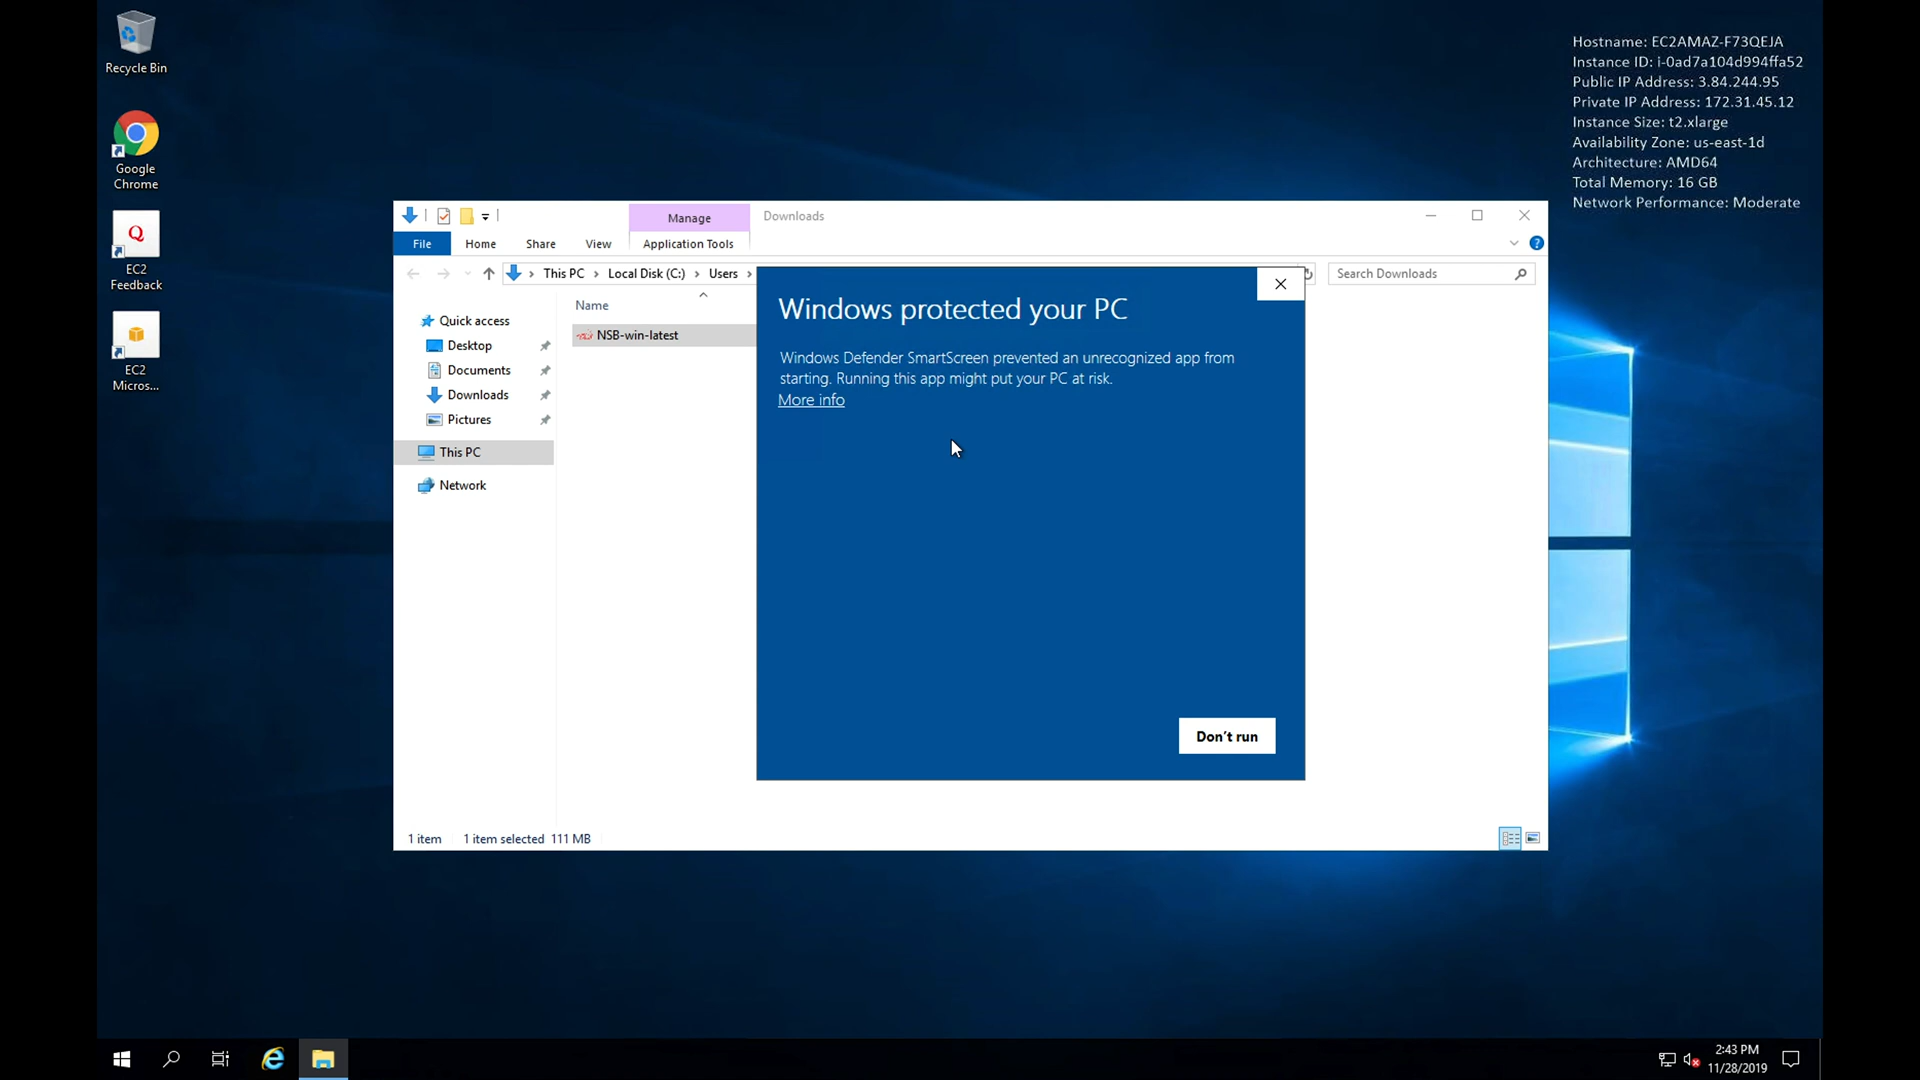 Recycle Bin
Google
Chrome
EC2
Feedback
EC2
Micros...
Hostname: EC2AMAZ-F73QEJA
Instance ID: i-0ad7a104d994ffa52
Public IP Address: 3.84.244.95
Private IP Address: 172.31.45.12
Instance Size: t2.xlarge
Availability Zone: us-east-1d
Architecture: AMD64
Total Memory: 16 GB
Network Performance: Moderate
Manage
Downloads
File Home Share View Application Tools
This PC > Local Disk (C:) > Users >
Search Downloads
Name
Quick access
Desktop
Documents
Downloads
Pictures
This PC
Network
NSB-win-latest
Windows protected your PC
Windows Defender SmartScreen prevented an unrecognized app from
starting. Running this app might put your PC at risk.
More info
Don't run
1 item 1 item selected 111 MB
2:43 PM
11/28/2019